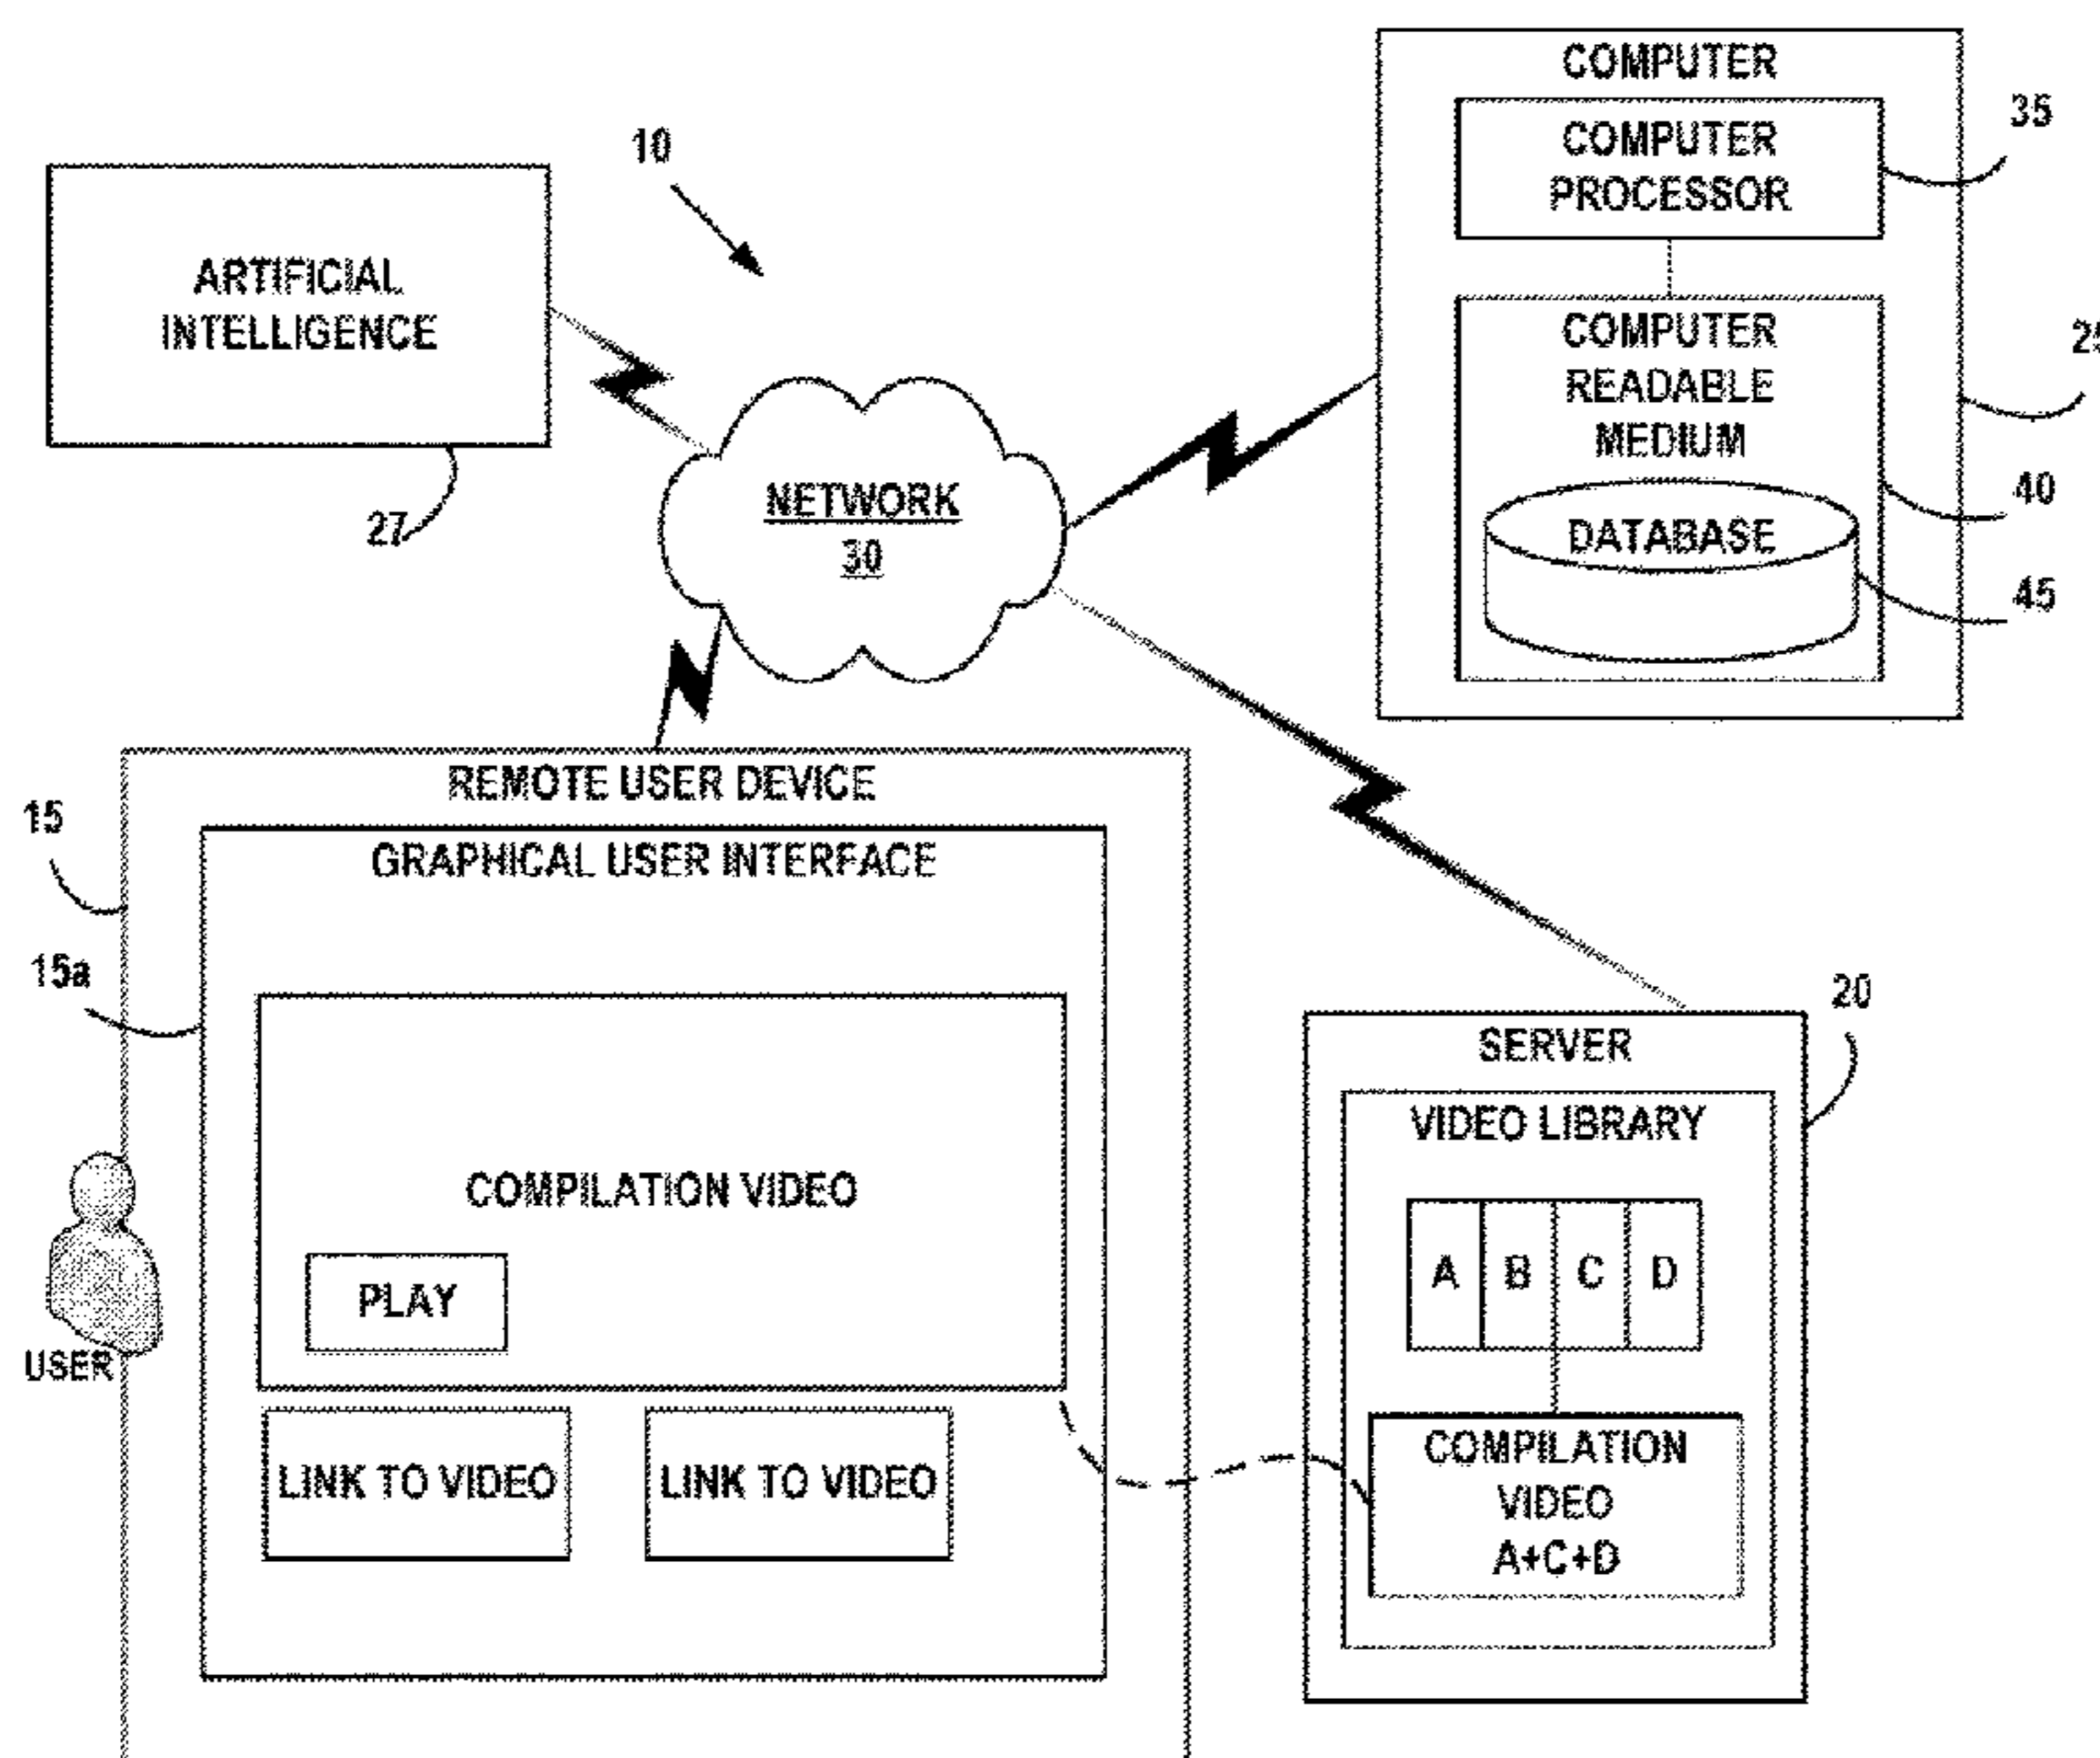 COMPUTER
COMPUTER
PROCESSOR
35
10
ARTIFICIAL
INTELLIGENCE
COMPUTER
READABLE
MEDIUM
40
NETWORK
30
27
DATABASE
45
REMOTE USER DEVICE
15
GRAPHICAL USER INTERFACE
15a
20
SERVER
VIDEO LIBRARY
COMPILATION VIDEO
A B C D
PLAY
USER
LINK TO VIDEO
LINK TO VIDEO
COMPILATION
VIDEO
A+C+D